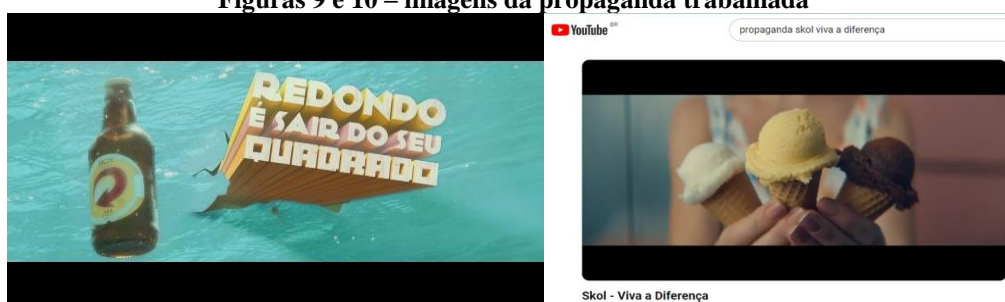 Figuras 9 e 10 – imagens da propaganda trabalhada
REDONDO
É SAIR DO SEU
QUADRADO
YouTube BR
propaganda skol viva a diferença
Skol - Viva a Diferença